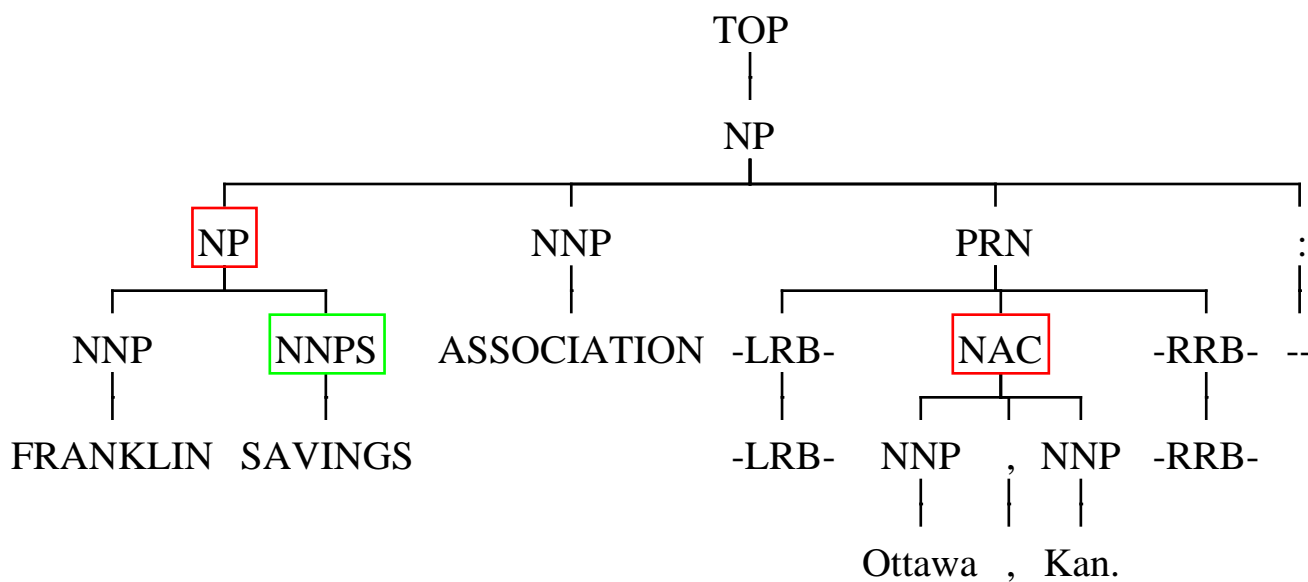 TOP
NP
NP NNP PRN :
NNP NNPS ASSOCIATION -LRB- NAC -RRB- --
FRANKLIN SAVINGS -LRB- NNP , NNP -RRB-
Ottawa , Kan.